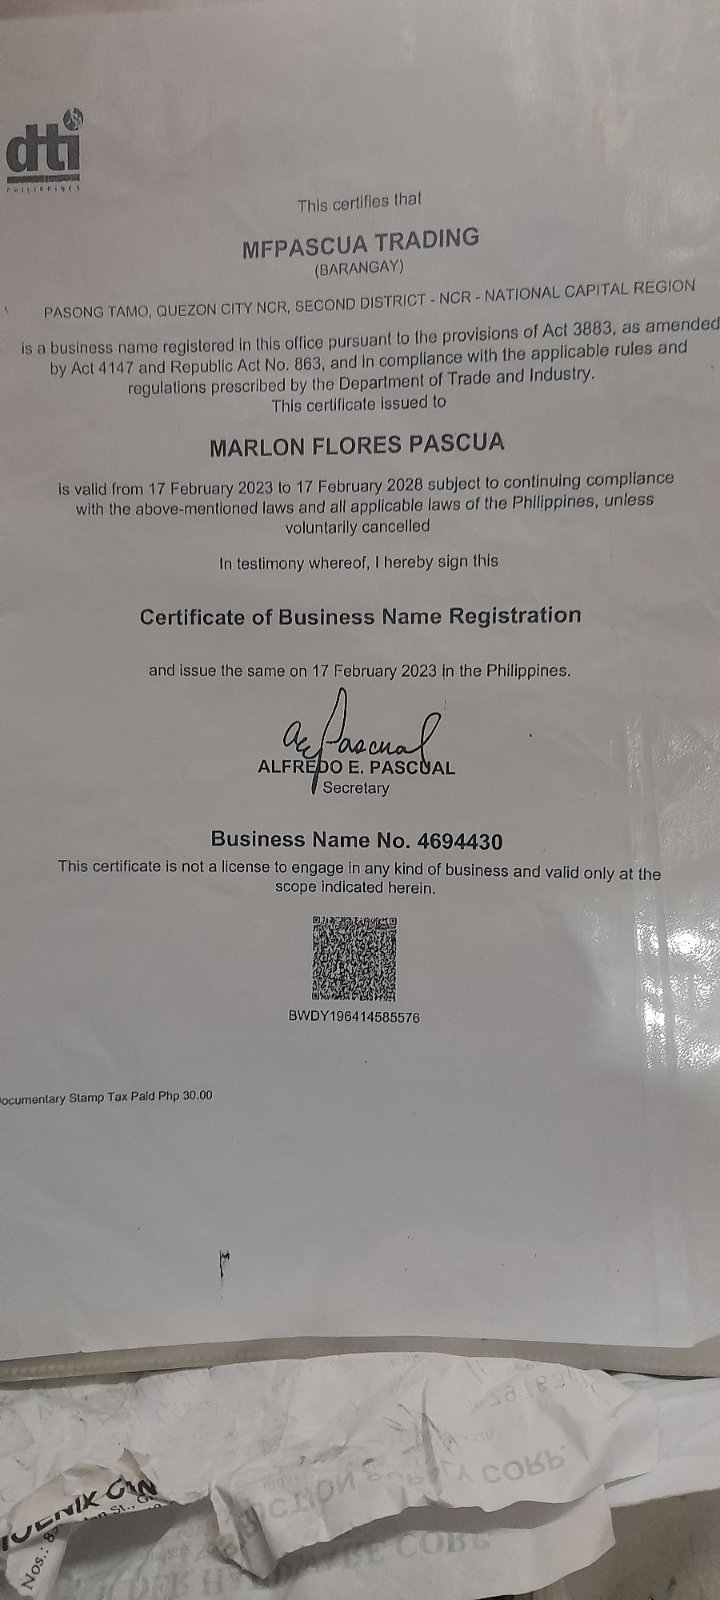 dti
PHILIPPINES
This certifies that
MFPASCUA TRADING
(BARANGAY)
PASONG TAMO, QUEZON CITY NCR, SECOND DISTRICT - NCR - NATIONAL CAPITAL REGION
is a business name registered in this office pursuant to the provisions of Act 3883, as amended
by Act 4147 and Republic Act No. 863, and in compliance with the applicable rules and
regulations prescribed by the Department of Trade and Industry.
This certificate issued to
MARLON FLORES PASCUA
is valid from 17 February 2023 to 17 February 2028 subject to continuing compliance
with the above-mentioned laws and all applicable laws of the Philippines, unless
voluntarily cancelled
In testimony whereof, I hereby sign this
Certificate of Business Name Registration
and issue the same on 17 February 2023 in the Philippines.
ALFREDO E. PASCUAL
Secretary
Business Name No. 4694430
This certificate is not a license to engage in any kind of business and valid only at the
scope indicated herein.
BWDY196414585576
ocumentary Stamp Tax Paid Php 30.00
SUPPLY CORP.
Nos.:
CORP